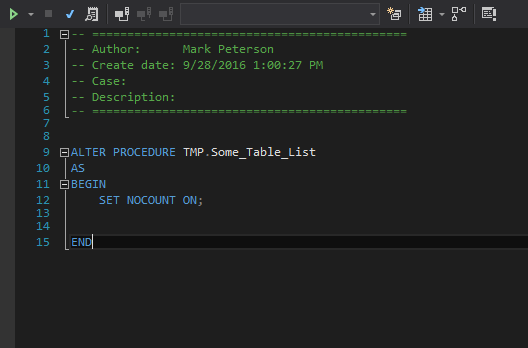 1 -- =============================================
2 -- Author:      Mark Peterson
3 -- Create date: 9/28/2016 1:00:27 PM
4 -- Case:
5 -- Description:
6 -- =============================================
7
8
9 ALTER PROCEDURE TMP.Some_Table_List
10 AS
11 BEGIN
12     SET NOCOUNT ON;
13
14
15 END